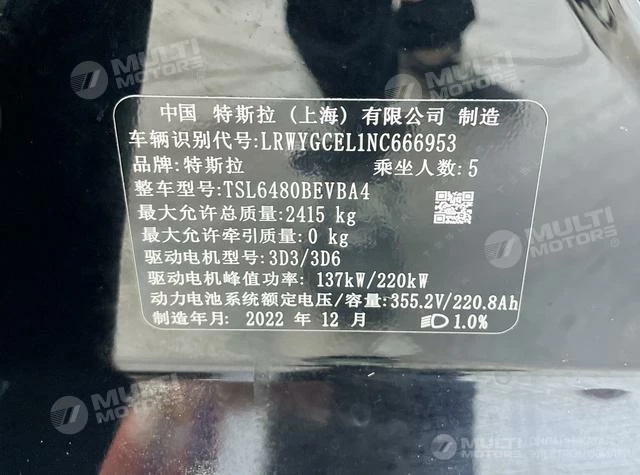 MULTI MOTORS®
MULTI MOTORS®
中国 特斯拉 (上海) 有限公司 制造
车辆识别代号:LRWYGCEL1NC666953
品牌:特斯拉 乘坐人数:5
整车型号:TSL6480BEVBA4
最大允许总质量:2415 kg
最大允许牵引质量:0 kg
驱动电机型号:3D3/3D6
驱动电机峰值功率: 137kW/220kW
动力电池系统额定电压/容量:355.2V/220.8Ah
制造年月: 2022 年 12 月 1.0%
MULTI MOTORS®
MULTI MOTORS®
MULTI MOTORS